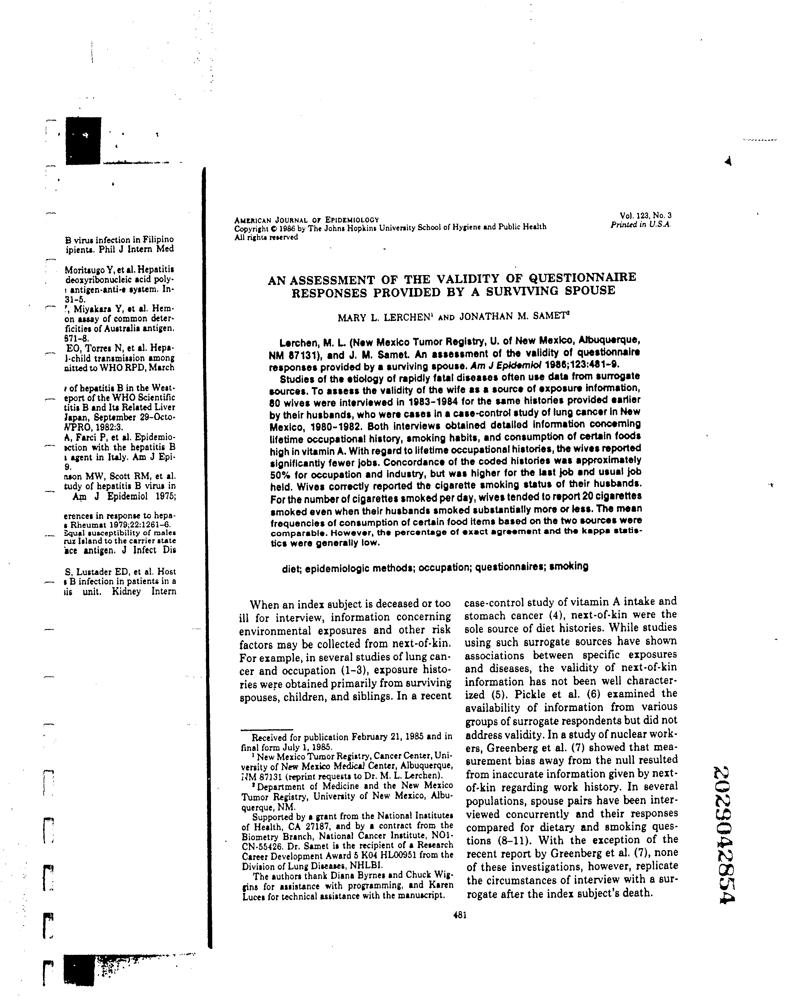 B virus infection in Filipino
ipients. Phil J Intern Med
Moritsugo Y, et al. Hepatitis
deoxyribonucleic acid poly-
antigen-anti-e system. In-
31-5.
Miyakara Y, et al. Hem-
on assay of common deter-
ficities of Australia antigen.
671-8.
EO, Torres N, et al. Hepa-
l-child transmission among
nitted to WHO RPD, March
r of hepatitis B in the West-
eport of the WHO Scientific
titis B and Its Related Liver
Japan, September 29-Octo-
WPRO, 1982:3.
A, Farci P, et al. Epidemio-
ection with the hepatitis B
s agent in Italy. Am J Epi-
9.
nson MW, Scott RM, et al.
tudy of hepatitis B virus in
Am J Epidemiol 1975;
erences in response to hepa-
s Rheumat 1979;22:1261-6.
Equal susceptibility of males
ruz Island to the carrier state
ace antigen. J Infect Dis
S, Lustader ED, et al. Host
s B infection in patients in a
is unit. Kidney Intern
AMERICAN JOURNAL OF EPIDEMIOLOGY
Copyright © 1986 by The Johns Hopkins University School of Hygiene and Public Health
All rights reserved
Vol. 123, No. 3
Printed in U.S.A.
AN ASSESSMENT OF THE VALIDITY OF QUESTIONNAIRE
RESPONSES PROVIDED BY A SURVIVING SPOUSE
MARY L. LERCHEN¹ AND JONATHAN M. SAMET²
Lerchen, M. L. (New Mexico Tumor Registry, U. of New Mexico, Albuquerque,
NM 87131), and J. M. Samet. An assessment of the validity of questionnaire
responses provided by a surviving spouse. Am J Epidemiol 1986;123:481-9.
Studies of the etiology of rapidly fatal diseases often use data from surrogate
sources. To assess the validity of the wife as a source of exposure information,
80 wives were interviewed in 1983-1984 for the same histories provided earlier
by their husbands, who were cases in a case-control study of lung cancer in New
Mexico, 1980-1982. Both interviews obtained detailed information concerning
lifetime occupational history, smoking habits, and consumption of certain foods
high in vitamin A. With regard to lifetime occupational histories, the wives reported
significantly fewer jobs. Concordance of the coded histories was approximately
50% for occupation and industry, but was higher for the last job and usual job
held. Wives correctly reported the cigarette smoking status of their husbands.
For the number of cigarettes smoked per day, wives tended to report 20 cigarettes
smoked even when their husbands smoked substantially more or less. The mean
frequencies of consumption of certain food items based on the two sources were
comparable. However, the percentage of exact agreement and the kappa statis-
tics were generally low.
diet; epidemiologic methods; occupation; questionnaires; smoking
When an index subject is deceased or too
ill for interview, information concerning
environmental exposures and other risk
factors may be collected from next-of-kin.
For example, in several studies of lung can-
cer and occupation (1-3), exposure histo-
ries were obtained primarily from surviving
spouses, children, and siblings. In a recent
Received for publication February 21, 1985 and in
final form July 1, 1985.
¹ New Mexico Tumor Registry, Cancer Center, Uni-
versity of New Mexico Medical Center, Albuquerque,
NM 87131 (reprint requests to Dr. M. L. Lerchen).
² Department of Medicine and the New Mexico
Tumor Registry, University of New Mexico, Albu-
querque, NM.
Supported by a grant from the National Institutes
of Health, CA 27187, and by a contract from the
Biometry Branch, National Cancer Institute, NO1-
CN-55426. Dr. Samet is the recipient of a Research
Career Development Award 5 K04 HL00951 from the
Division of Lung Diseases, NHLBI.
The authors thank Diana Byrnes and Chuck Wig-
gins for assistance with programming, and Karen
Luces for technical assistance with the manuscript.
case-control study of vitamin A intake and
stomach cancer (4), next-of-kin were the
sole source of diet histories. While studies
using such surrogate sources have shown
associations between specific exposures
and diseases, the validity of next-of-kin
information has not been well character-
ized (5). Pickle et al. (6) examined the
availability of information from various
groups of surrogate respondents but did not
address validity. In a study of nuclear work-
ers, Greenberg et al. (7) showed that mea-
surement bias away from the null resulted
from inaccurate information given by next-
of-kin regarding work history. In several
populations, spouse pairs have been inter-
viewed concurrently and their responses
compared for dietary and smoking ques-
tions (8-11). With the exception of the
recent report by Greenberg et al. (7), none
of these investigations, however, replicate
the circumstances of interview with a sur-
rogate after the index subject's death.
481
2029042854